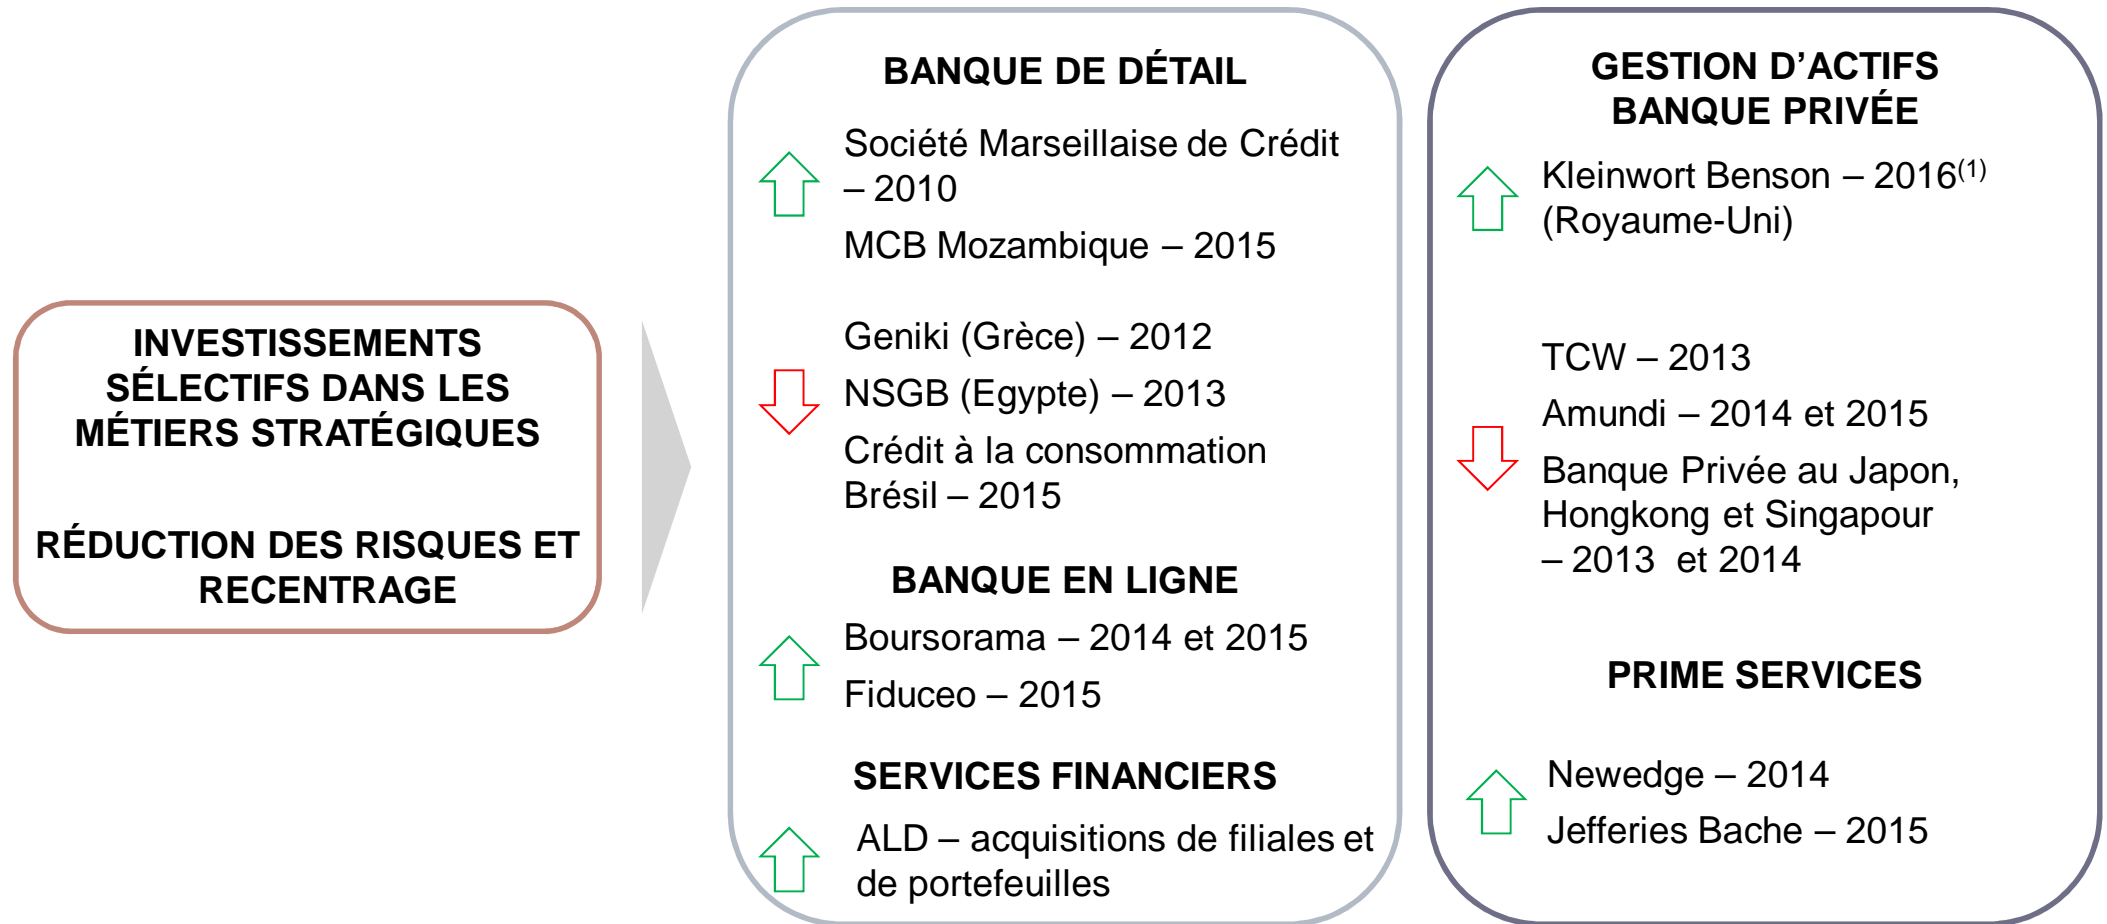 INVESTISSEMENTS
SÉLECTIFS DANS LES
MÉTIERS STRATÉGIQUES
RÉDUCTION DES RISQUES ET
RECENTRAGE
BANQUE DE DÉTAIL
Société Marseillaise de Crédit
– 2010
MCB Mozambique – 2015
Geniki (Grèce) – 2012
NSGB (Egypte) – 2013
Crédit à la consommation
Brésil – 2015
BANQUE EN LIGNE
Boursorama – 2014 et 2015
Fiduceo – 2015
SERVICES FINANCIERS
ALD – acquisitions de filiales et
de portefeuilles
GESTION D’ACTIFS
BANQUE PRIVÉE
Kleinwort Benson – 2016(1)
(Royaume-Uni)
TCW – 2013
Amundi – 2014 et 2015
Banque Privée au Japon,
Hongkong et Singapour
– 2013 et 2014
PRIME SERVICES
Newedge – 2014
Jefferies Bache – 2015